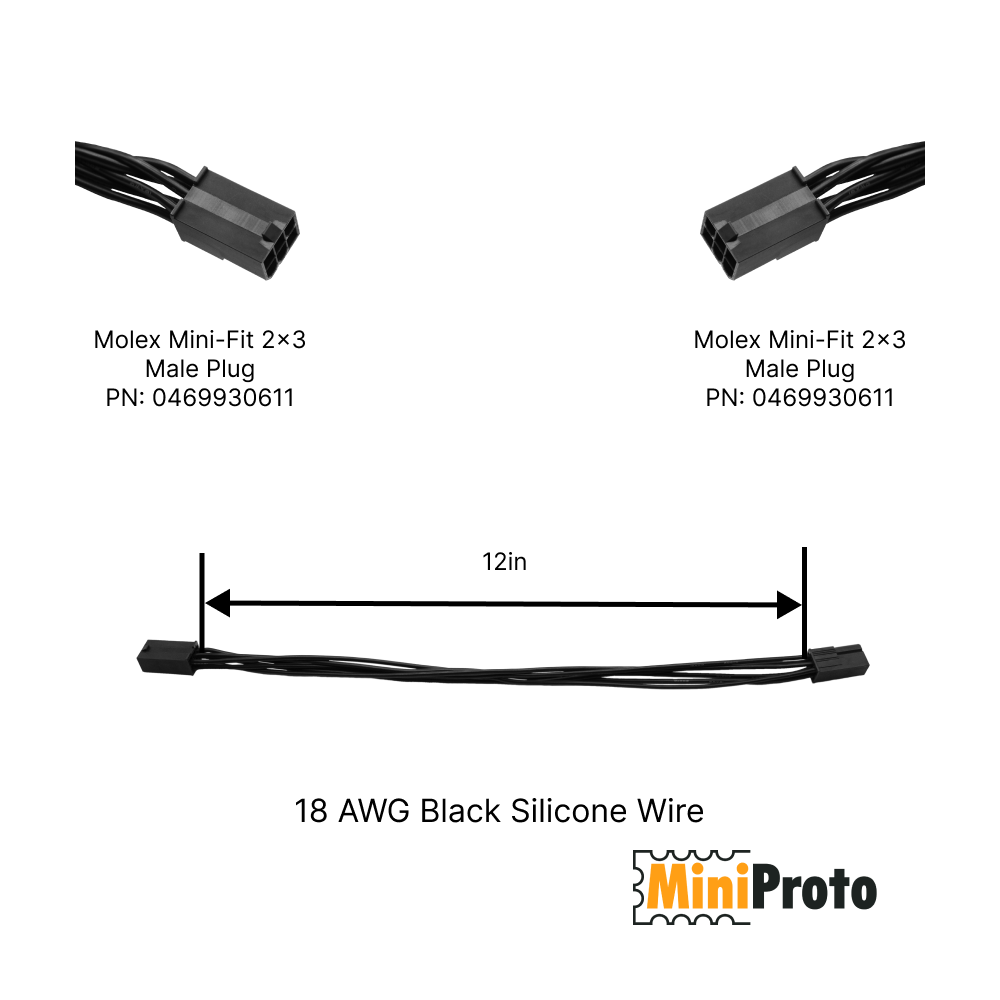 Molex Mini-Fit 2×3
Male Plug
PN: 0469930611
Molex Mini-Fit 2×3
Male Plug
PN: 0469930611
12in
18 AWG Black Silicone Wire
MiniProto